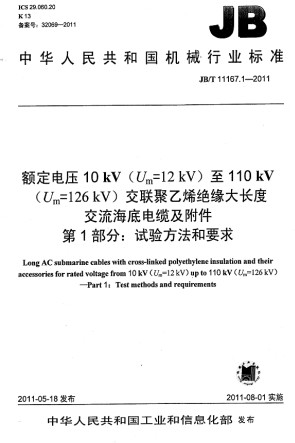 ICS 29.060.20
K 13
备案号：32069—2011
JB
中华人民共和国机械行业标准
JB/T 11167.1—2011
额定电压 10 kV（Um=12 kV）至 110 kV
（Um=126 kV）交联聚乙烯绝缘大长度
交流海底电缆及附件
第 1 部分：试验方法和要求
Long AC submarine cables with cross-linked polyethylene insulation and their
accessories for rated voltage from 10 kV（Um=12 kV）up to 110 kV（Um=126 kV）
—Part 1：Test methods and requirements
2011-05-18 发布
2011-08-01 实施
中华人民共和国工业和信息化部 发布